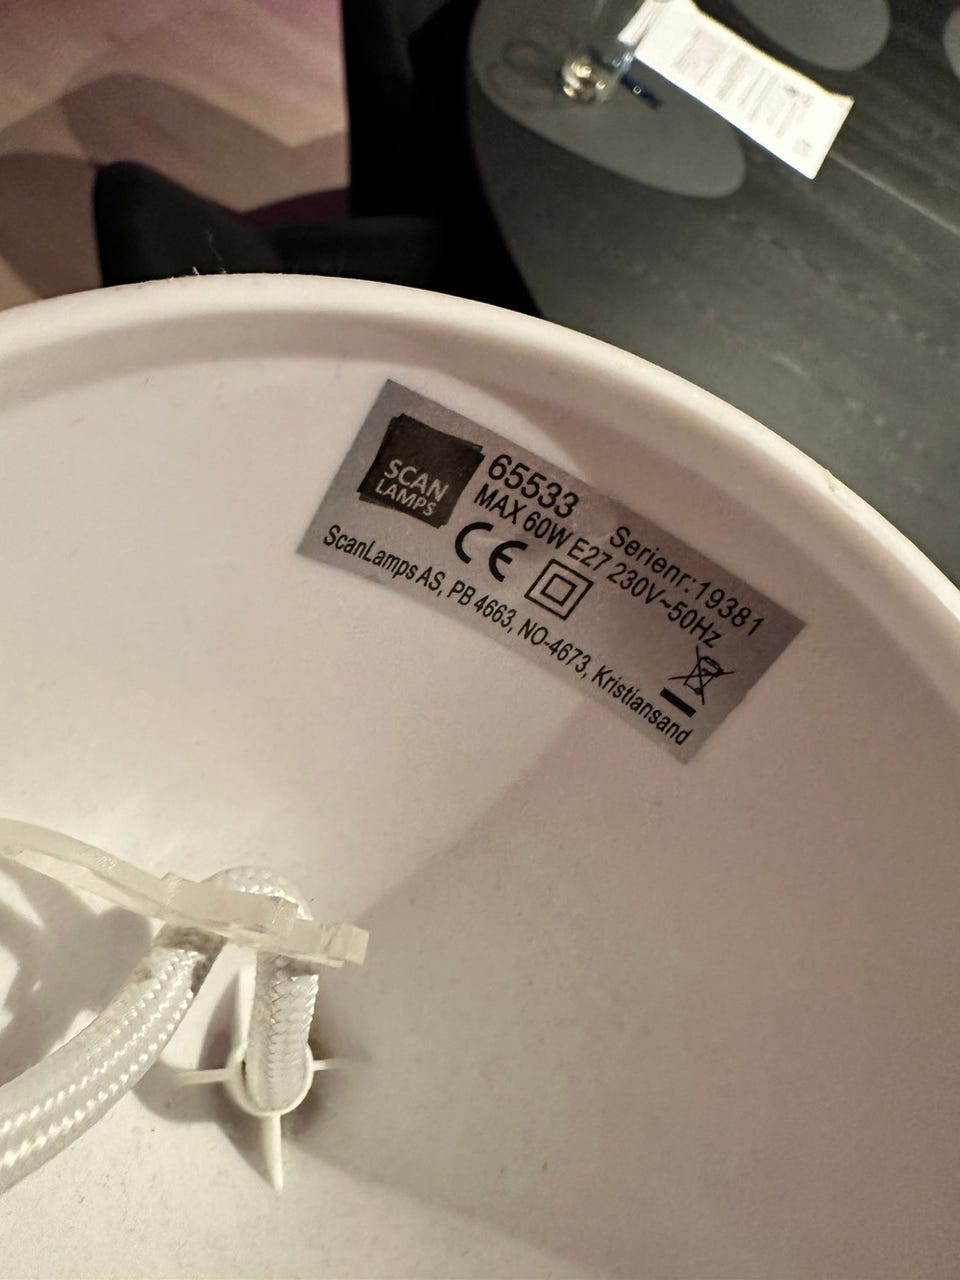 SCAN
LAMPS
65533 Serienr: 19381
MAX 60W E27 230V~50Hz
CE
ScanLamps AS, PB 4663, NO-4673, Kristiansand